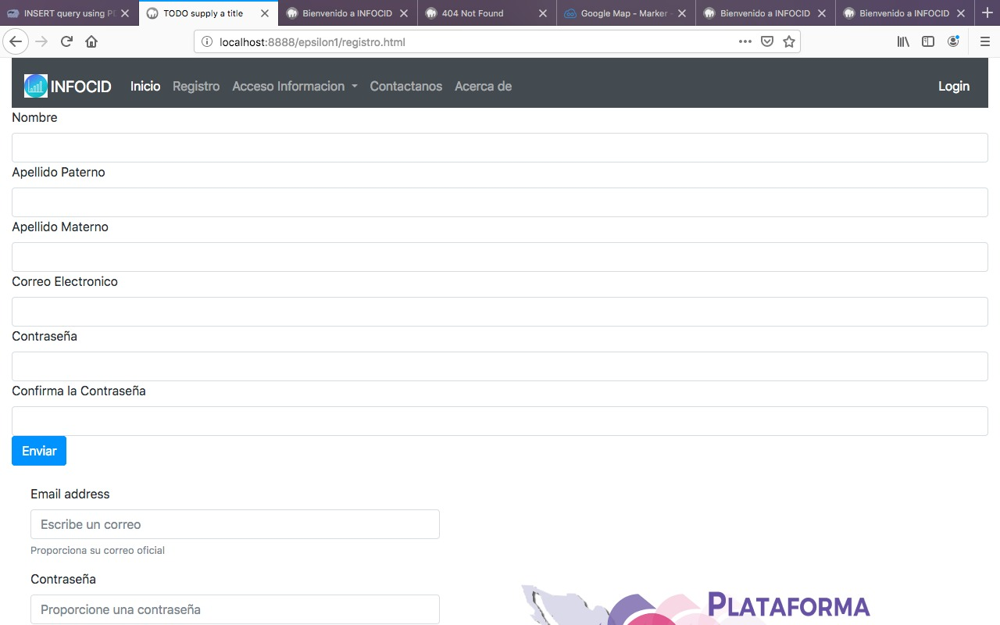 INSERT query using PD
TODO supply a title
Bienvenido a INFOCID
404 Not Found
Google Map - Marker -
Bienvenido a INFOCID
Bienvenido a INFOCID
localhost:8888/epsilon1/registro.html
INFOCID Inicio Registro Acceso Informacion Contactanos Acerca de Login
Nombre
Apellido Paterno
Apellido Materno
Correo Electronico
Contraseña
Confirma la Contraseña
Enviar
Email address
Escribe un correo
Proporciona su correo oficial
Contraseña
Proporcione una contraseña
PLATAFORMA